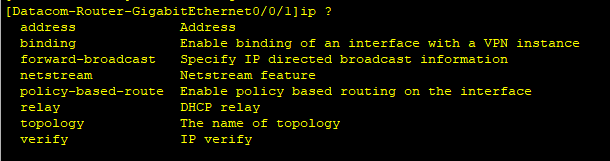 [Datacom-Router-GigabitEthernet0/0/1]ip ?
address Address
binding Enable binding of an interface with a VPN instance
forward-broadcast Specify IP directed broadcast information
netstream Netstream feature
policy-based-route Enable policy based routing on the interface
relay DHCP relay
topology The name of topology
verify IP verify